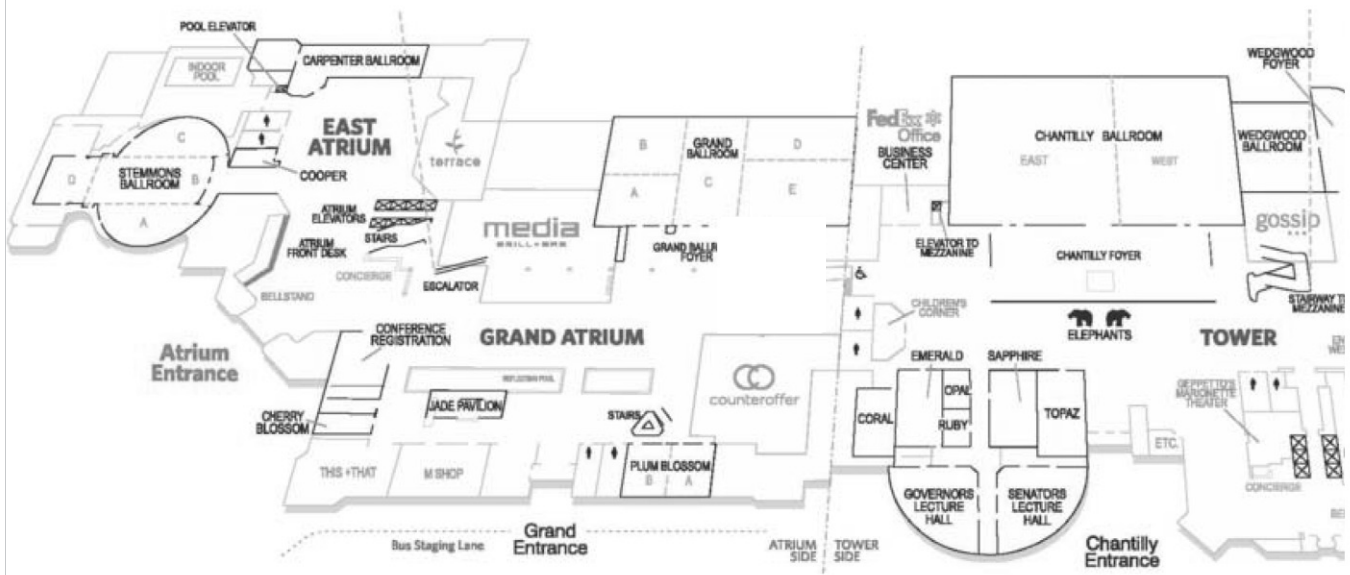 POOL ELEVATOR
CARPENTER BALLROOM
INDOOR
POOL
EAST
ATRIUM
terrace
C
STEMMONS
BALLROOM
D
B
A
COOPER
ATRIUM
ELEVATORS
STAIRS
ATRIUM
FRONT DESK
CONCIERGE
BELLSTAND
ESCALATOR
media
GRILL + BAR
B
GRAND
BALLROOM
D
A
C
E
GRAND BALLR
FOYER
FedEx
Office
BUSINESS
CENTER
ELEVATOR TO
MEZZANINE
CHANTILLY BALLROOM
EAST
WEST
WEDGWOOD
FOYER
WEDGWOOD
BALLROOM
gossip
BAR
CHANTILLY FOYER
STAIRWAY TO
MEZZANINE
ELEPHANTS
TOWER
CHILDREN'S
CORNER
Atrium
Entrance
CONFERENCE
REGISTRATION
GRAND ATRIUM
REFLECTING POOL
JADE PAVILION
CHERRY
BLOSSOM
THIS + THAT
M SHOP
STAIRS
PLUM BLOSSOM
B
A
counteroffer
EMERALD
SAPPHIRE
OPAL
CORAL
RUBY
TOPAZ
GOVERNORS
LECTURE
HALL
SENATORS
LECTURE
HALL
ETC.
GEPPETTO'S
MARIONETTE
THEATER
CONCIERGE
Bus Staging Lane
Grand
Entrance
ATRIUM
SIDE
TOWER
SIDE
Chantilly
Entrance